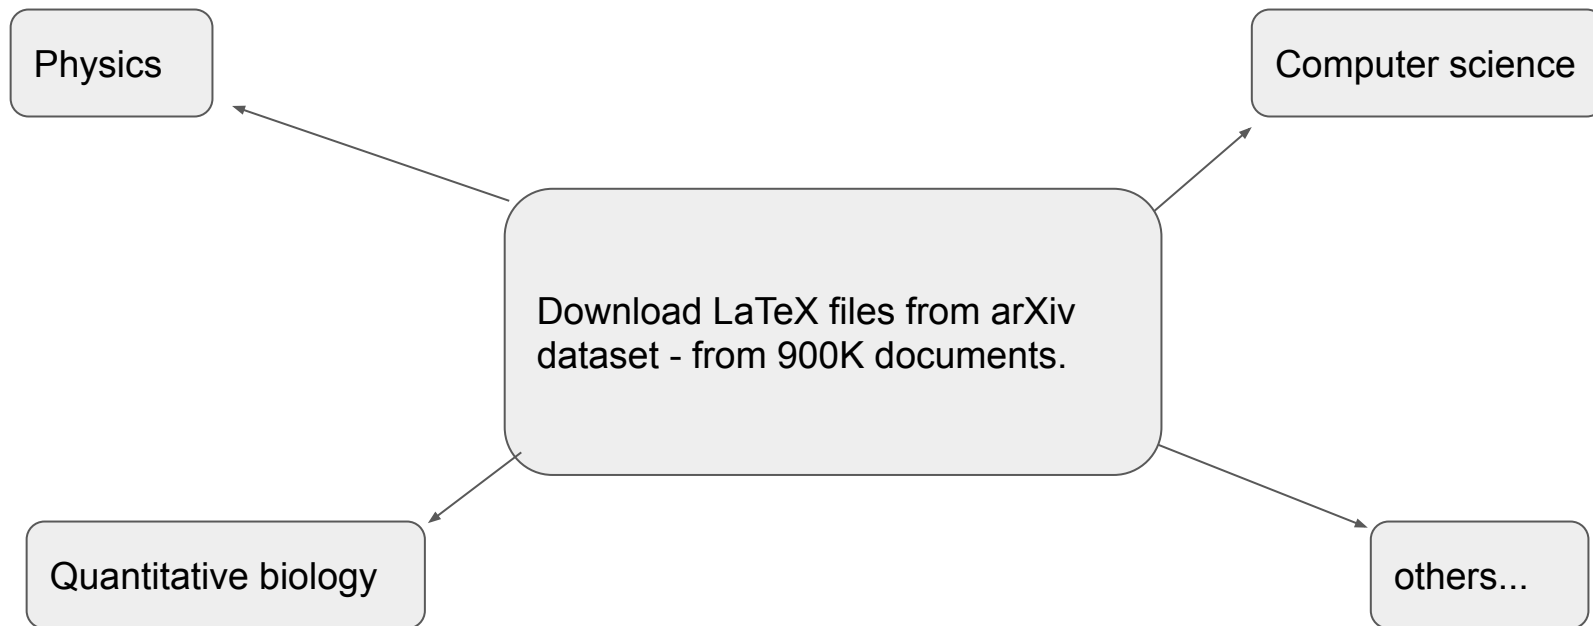 Physics
Computer science
Download LaTeX files from arXiv
dataset - from 900K documents.
Quantitative biology
others...